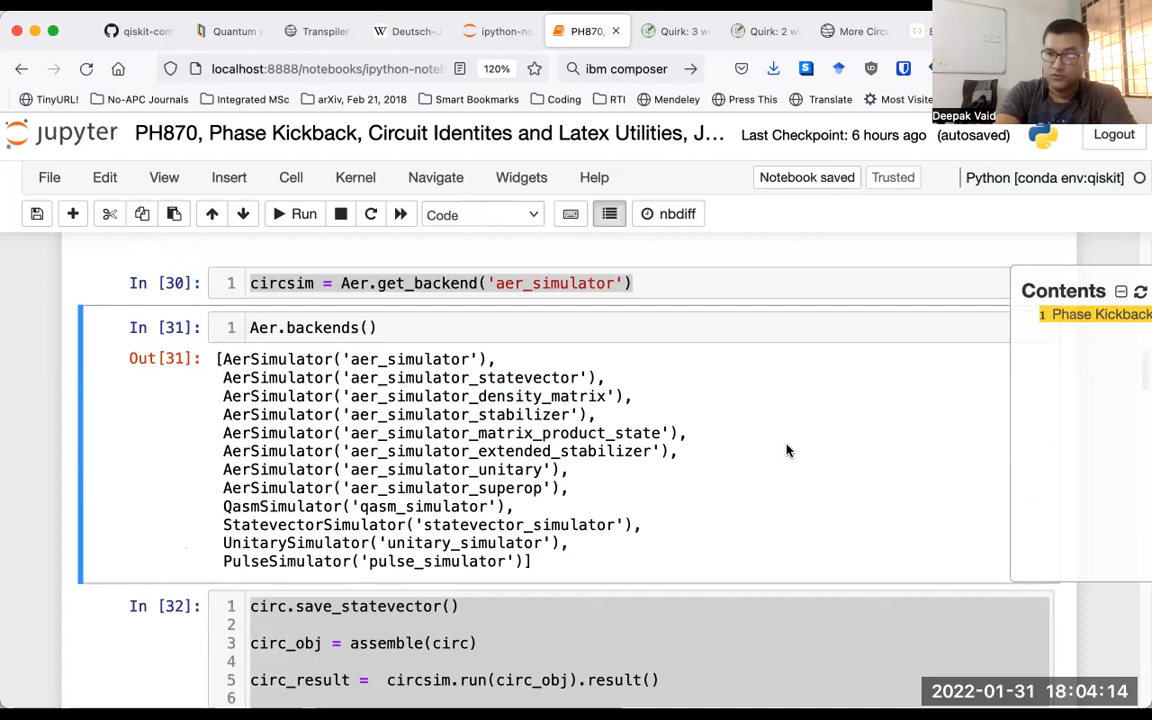 qiskit-com
Quantum
Transpiler
Deutsch-J
ipython-no
PH870,
Quirk: 3 w
Quirk: 2 w
More Circu
localhost:8888/notebooks/ipython-note
120%
ibm composer
TinyURL!
No-APC Journals
Integrated MSc
arXiv, Feb 21, 2018
Smart Bookmarks
Coding
RTI
Mendeley
Press This
Translate
Most Visite
Deepak Vaid
jupyter
PH870, Phase Kickback, Circuit Identites and Latex Utilities, J...
Last Checkpoint: 6 hours ago
(autosaved)
Logout
File Edit View Insert Cell Kernel Navigate Widgets Help
Notebook saved
Trusted
Python [conda env:qiskit]
Run
Code
nbdiff
In [30]:
1 circsim = Aer.get_backend('aer_simulator')
Contents
1 Phase Kickback
In [31]:
1 Aer.backends()
Out[31]:
[AerSimulator('aer_simulator'),
AerSimulator('aer_simulator_statevector'),
AerSimulator('aer_simulator_density_matrix'),
AerSimulator('aer_simulator_stabilizer'),
AerSimulator('aer_simulator_matrix_product_state'),
AerSimulator('aer_simulator_extended_stabilizer'),
AerSimulator('aer_simulator_unitary'),
AerSimulator('aer_simulator_superop'),
QasmSimulator('qasm_simulator'),
StatevectorSimulator('statevector_simulator'),
UnitarySimulator('unitary_simulator'),
PulseSimulator('pulse_simulator')]
In [32]:
1 circ.save_statevector()
2
3 circ_obj = assemble(circ)
4
5 circ_result = circsim.run(circ_obj).result()
6
2022-01-31 18:04:14